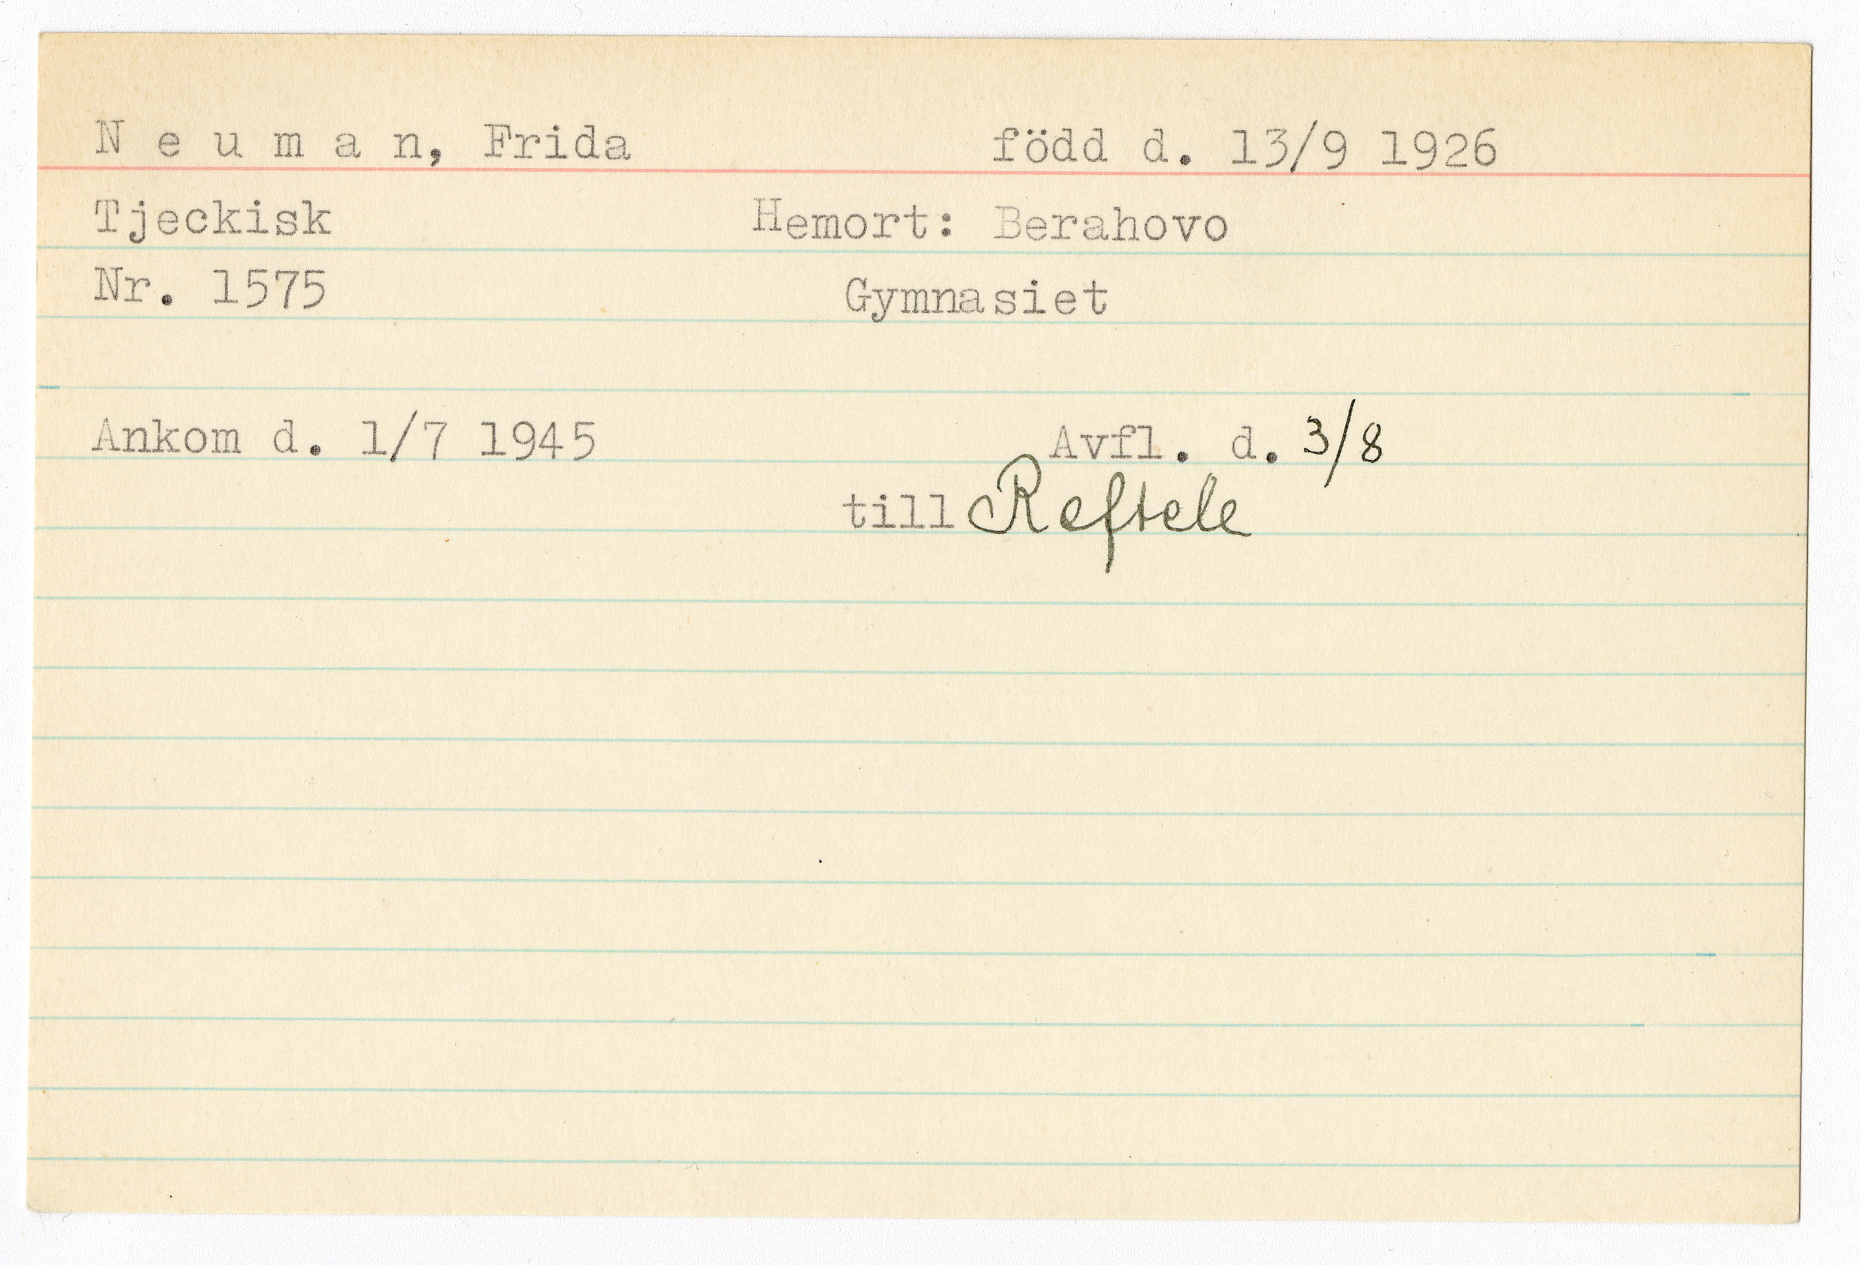 N e u m a n, Frida född d. 13/9 1926
Tjeckisk Hemort: Berahovo
Nr. 1575 Gymnasiet
Ankom d. 1/7 1945 Avfl. d. 3/8
till Reftele